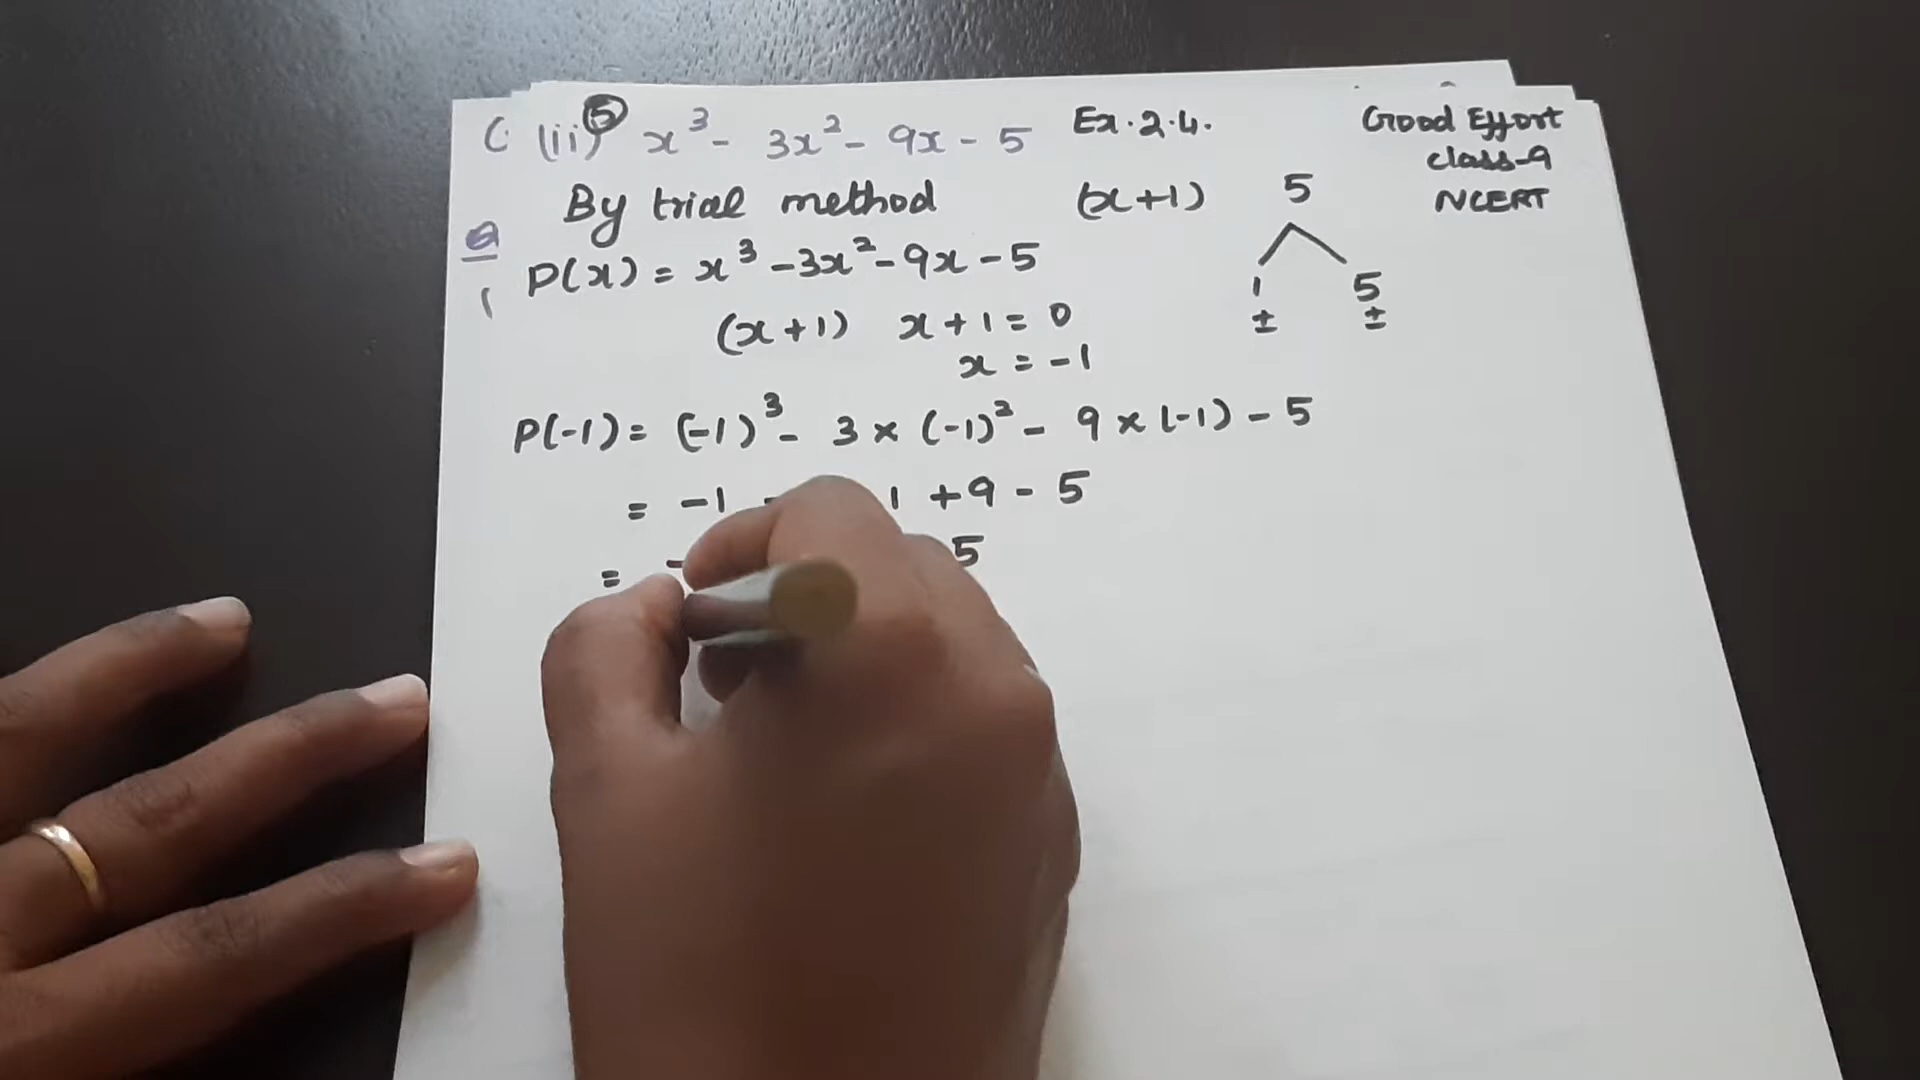 (ii) 5 x³ - 3x² - 9x - 5 Ex. 2.4.
Good Effort
class-9
NCERT
By trial method (x+1)
5
1 5
± ±
P(x) = x³ - 3x² - 9x - 5
(x+1) x + 1 = 0
x = -1
P(-1) = (-1)³ - 3 × (-1)² - 9 × (-1) - 5
= -1 - 1 + 9 - 5
= - 5